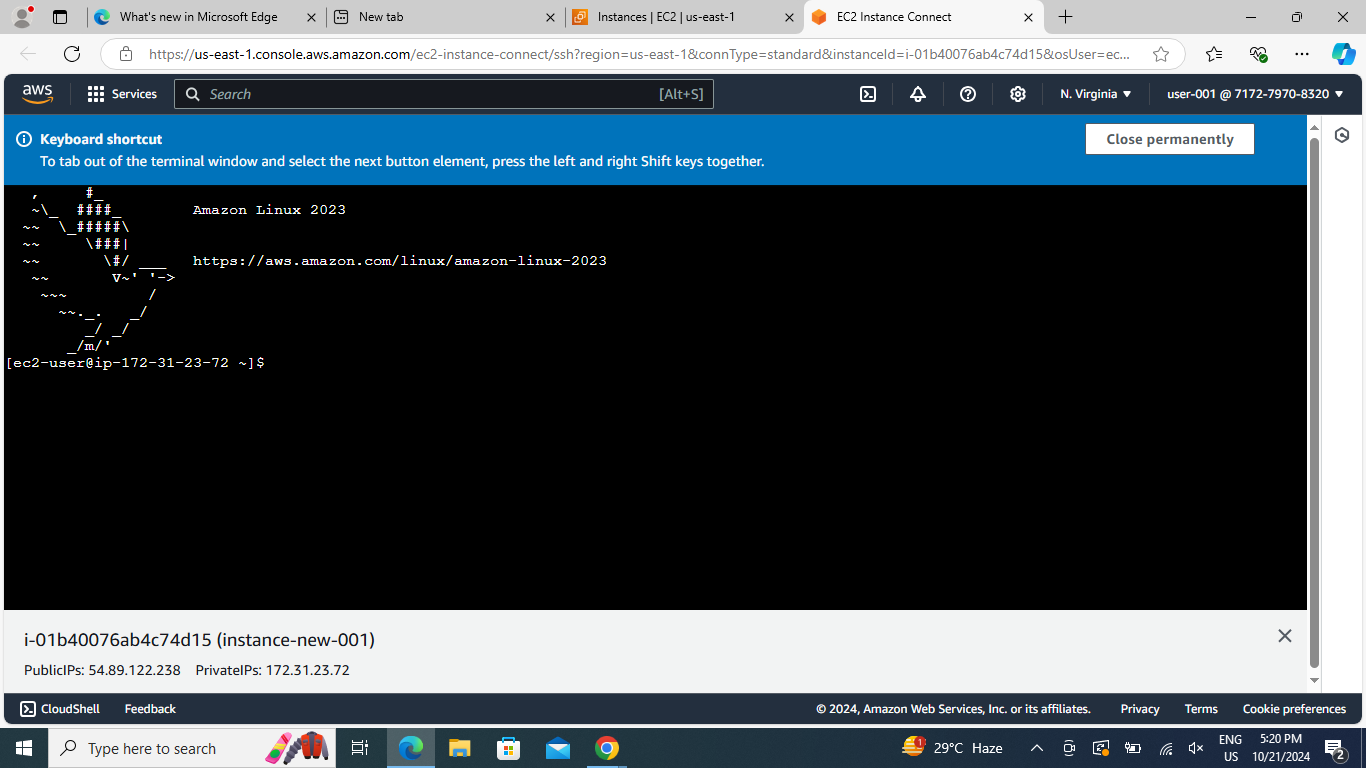 What's new in Microsoft Edge
New tab
Instances | EC2 | us-east-1
EC2 Instance Connect
https://us-east-1.console.aws.amazon.com/ec2-instance-connect/ssh?region=us-east-1&connType=standard&instanceId=i-01b40076ab4c74d15&osUser=ec...
aws
Services
Search
[Alt+S]
N. Virginia
user-001 @ 7172-7970-8320
Keyboard shortcut
To tab out of the terminal window and select the next button element, press the left and right Shift keys together.
Close permanently
   ,     #_
   ~\_  ####_        Amazon Linux 2023
  ~~  \_#####\
  ~~     \###|
  ~~       \#/ ___   https://aws.amazon.com/linux/amazon-linux-2023
   ~~       V~' '->
    ~~~         /
      ~~._.   _/
         _/ _/
       _/m/'
[ec2-user@ip-172-31-23-72 ~]$
i-01b40076ab4c74d15 (instance-new-001)
PublicIPs: 54.89.122.238 PrivateIPs: 172.31.23.72
CloudShell
Feedback
© 2024, Amazon Web Services, Inc. or its affiliates.
Privacy
Terms
Cookie preferences
Type here to search
1
29°C Haze
ENG
US
5:20 PM
10/21/2024
2